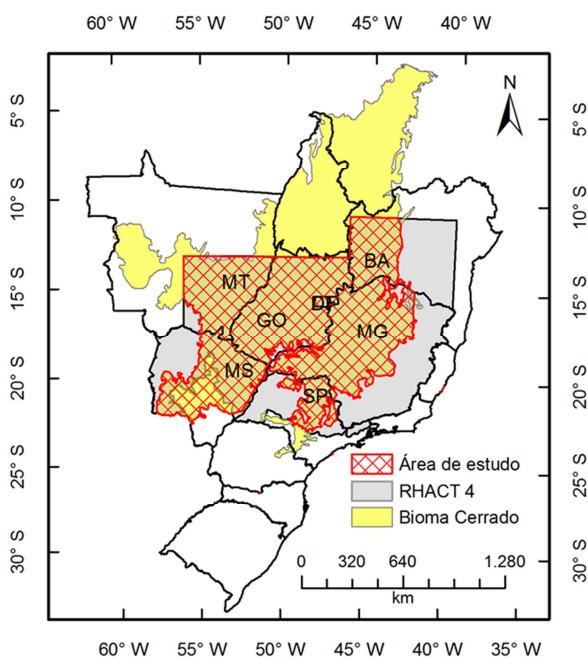 60° W 55° W 50° W 45° W 40° W
N
5° S 5° S
10° S 10° S
BA
MT
15° S 15° S
DF
GO
MG
MS
20° S 20° S
SP
Área de estudo
25° S 25° S
RHACT 4
Bioma Cerrado
30° S 30° S
0 320 640 1.280
km
60° W 55° W 50° W 45° W 40° W 35° W